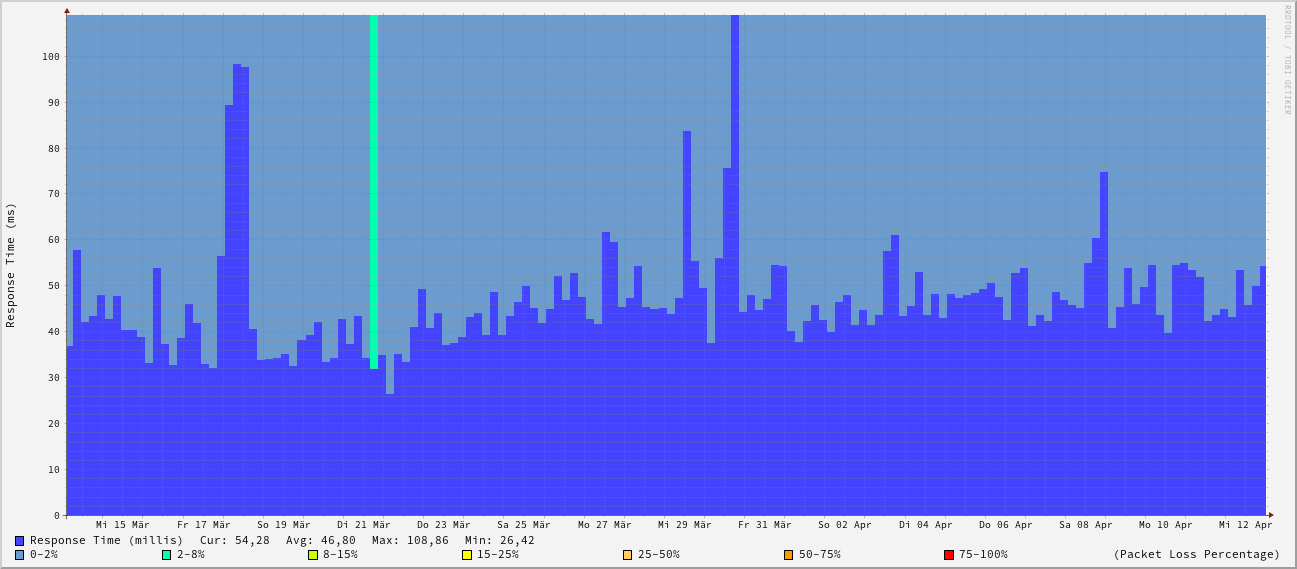 RRDTOOL / TOBI OETIKER
Response Time (ms)
100
90
80
70
60
50
40
30
20
10
0
Mi 15 Mär Fr 17 Mär So 19 Mär Di 21 Mär Do 23 Mär Sa 25 Mär Mo 27 Mär Mi 29 Mär Fr 31 Mär So 02 Apr Di 04 Apr Do 06 Apr Sa 08 Apr Mo 10 Apr Mi 12 Apr
Response Time (millis) Cur: 54,28 Avg: 46,80 Max: 108,86 Min: 26,42
0-2% 2-8% 8-15% 15-25% 25-50% 50-75% 75-100% (Packet Loss Percentage)